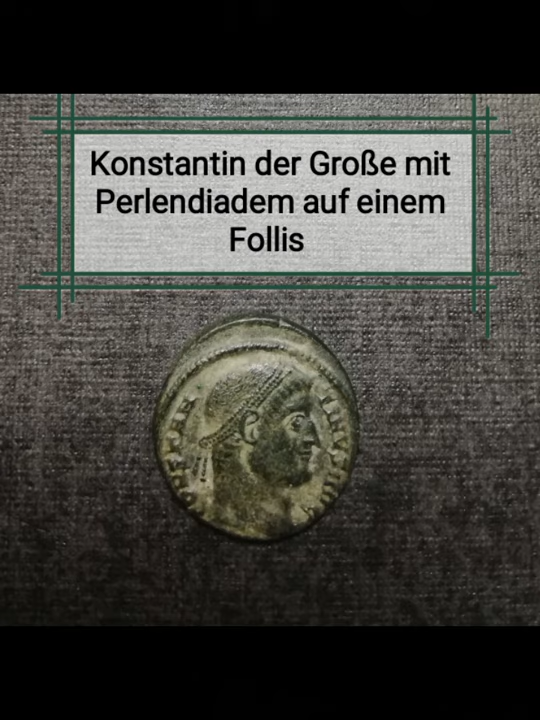 Konstantin der Große mit
Perlendiadem auf einem
Follis